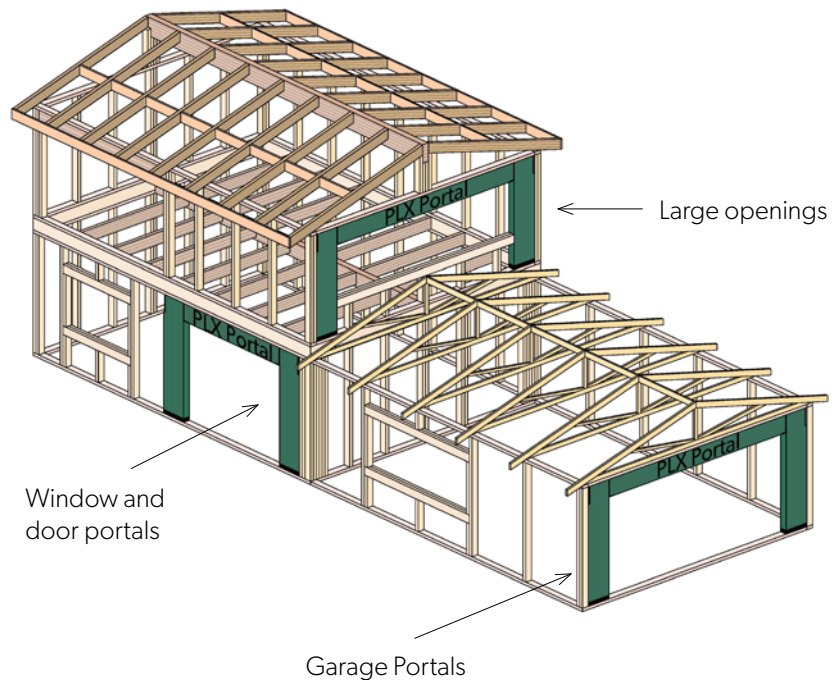 PLX Portal
Large openings
PLX Portal
PLX Portal
Window and
door portals
Garage Portals